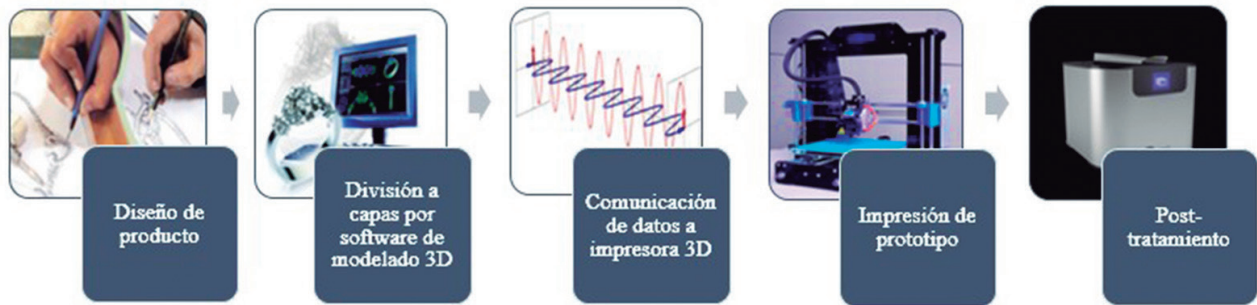 Diseño de
producto
División a
capas por
software de
modelado 3D
Comunicación
de datos a
impresora 3D
Impresión de
prototipo
Post-
tratamiento